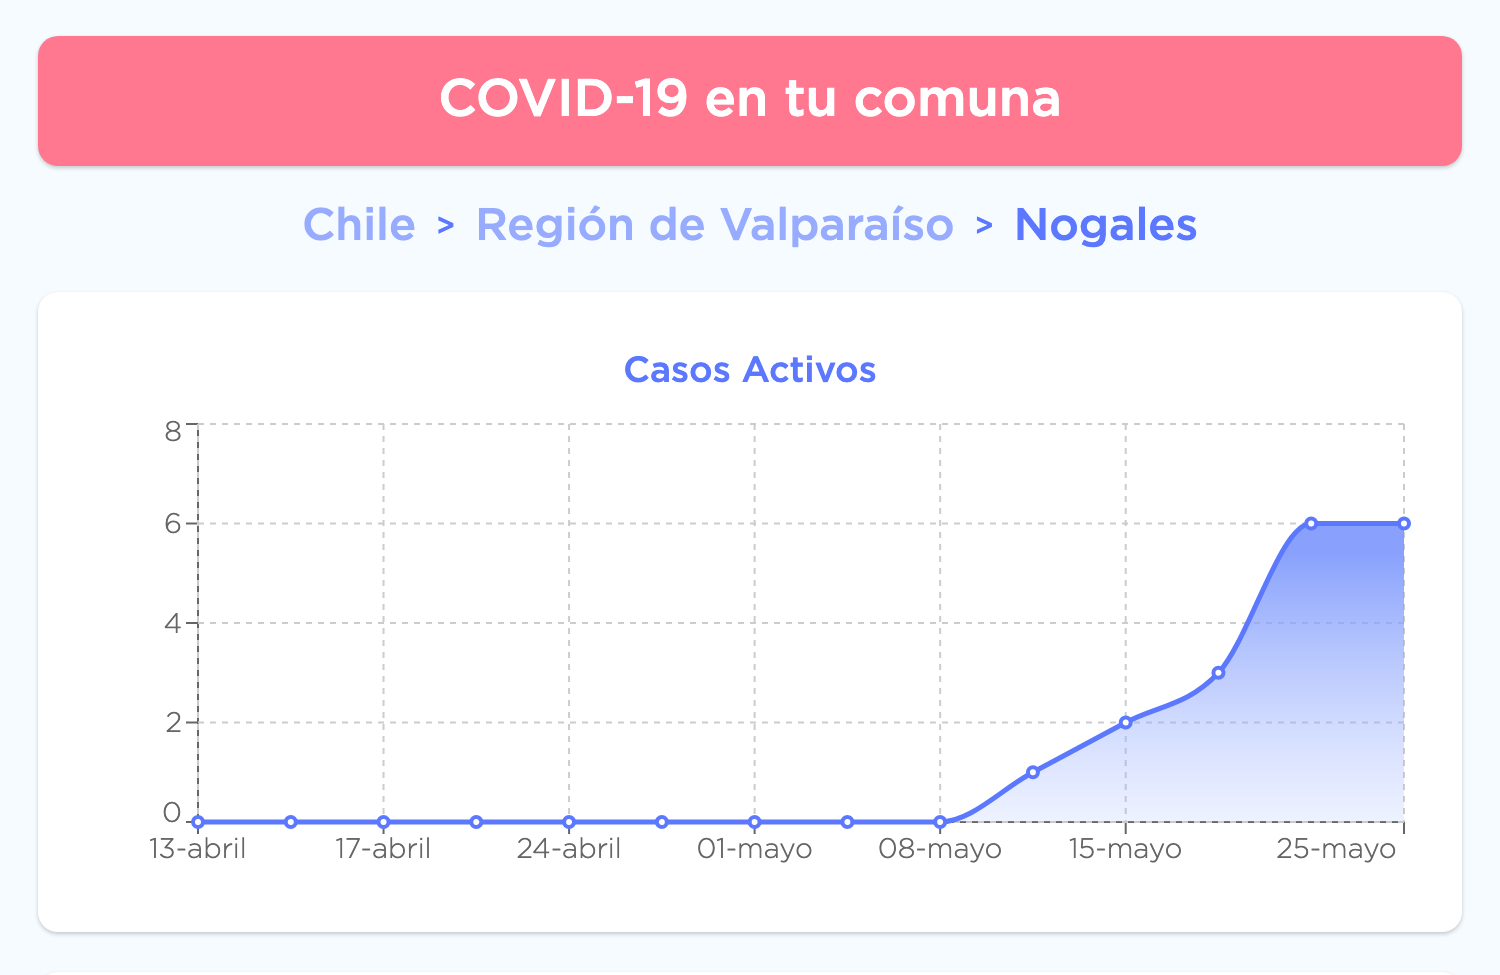 COVID-19 en tu comuna
Chile > Región de Valparaíso > Nogales
Casos Activos
8
6
4
2
0
13-abril 17-abril 24-abril 01-mayo 08-mayo 15-mayo 25-mayo